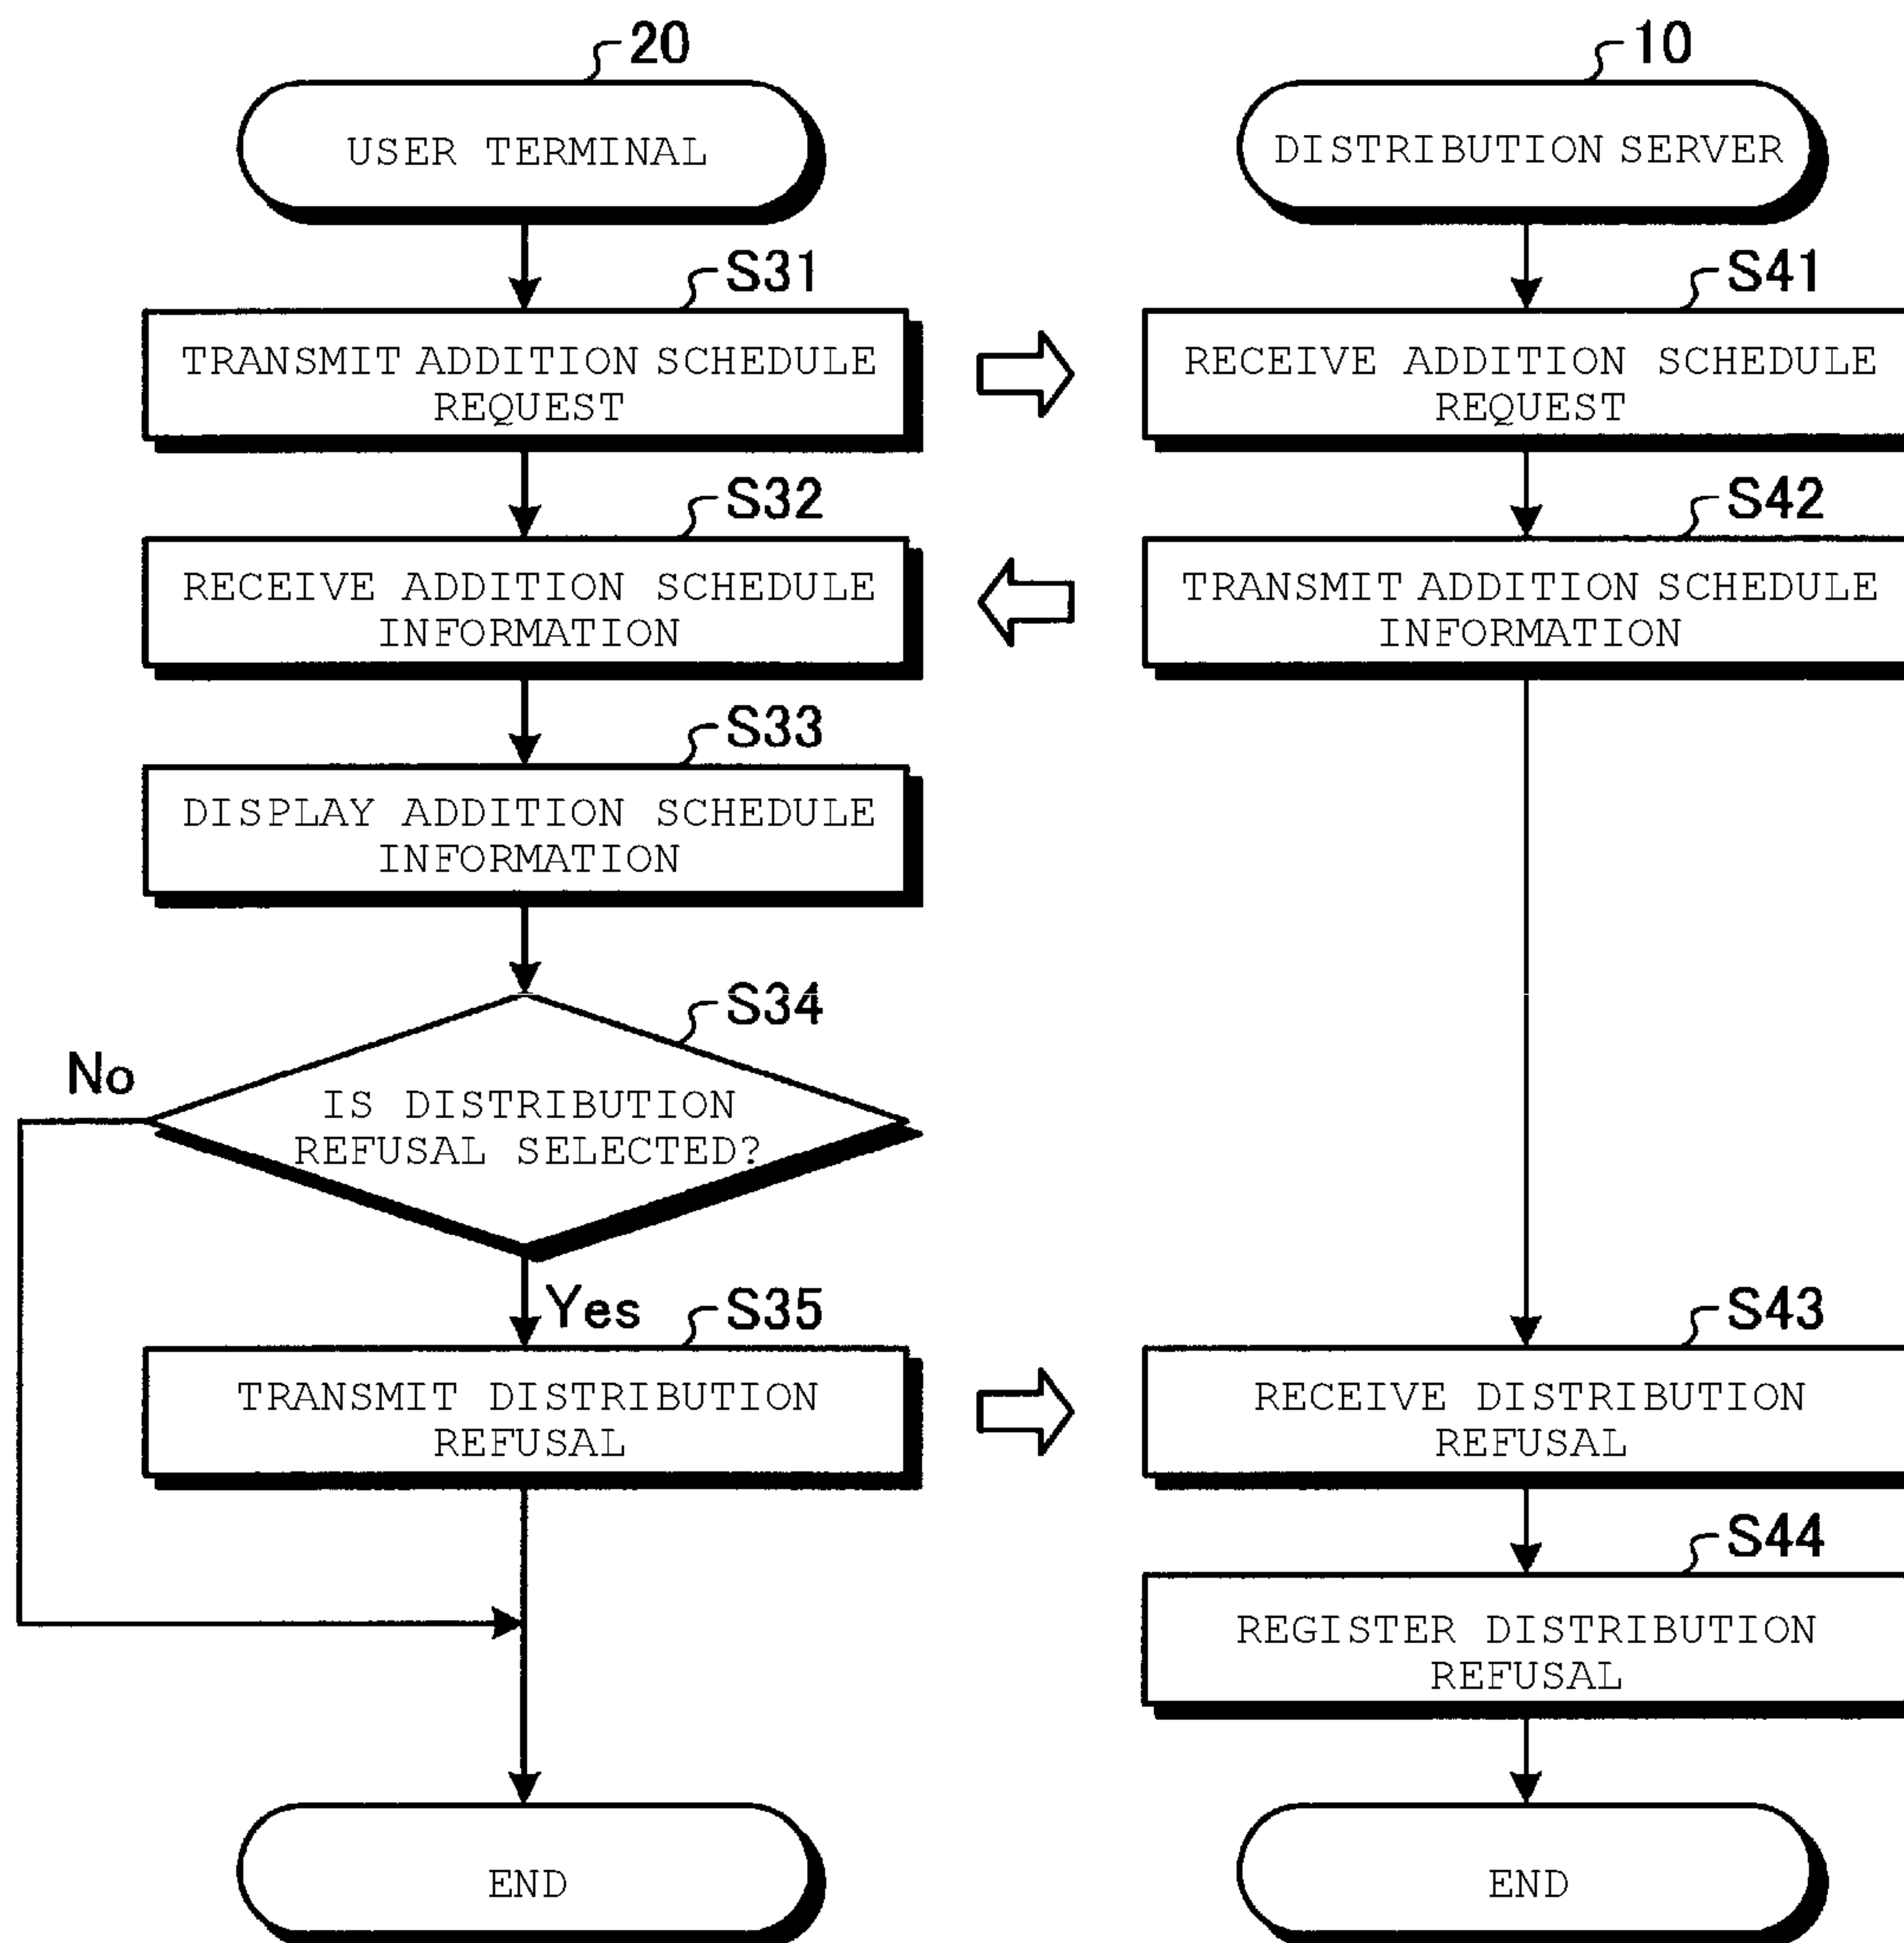 20
USER TERMINAL
S31
TRANSMIT ADDITION SCHEDULE
REQUEST
S32
RECEIVE ADDITION SCHEDULE
INFORMATION
S33
DISPLAY ADDITION SCHEDULE
INFORMATION
S34
No
IS DISTRIBUTION
REFUSAL SELECTED?
Yes
S35
TRANSMIT DISTRIBUTION
REFUSAL
END
10
DISTRIBUTION SERVER
S41
RECEIVE ADDITION SCHEDULE
REQUEST
S42
TRANSMIT ADDITION SCHEDULE
INFORMATION
S43
RECEIVE DISTRIBUTION
REFUSAL
S44
REGISTER DISTRIBUTION
REFUSAL
END